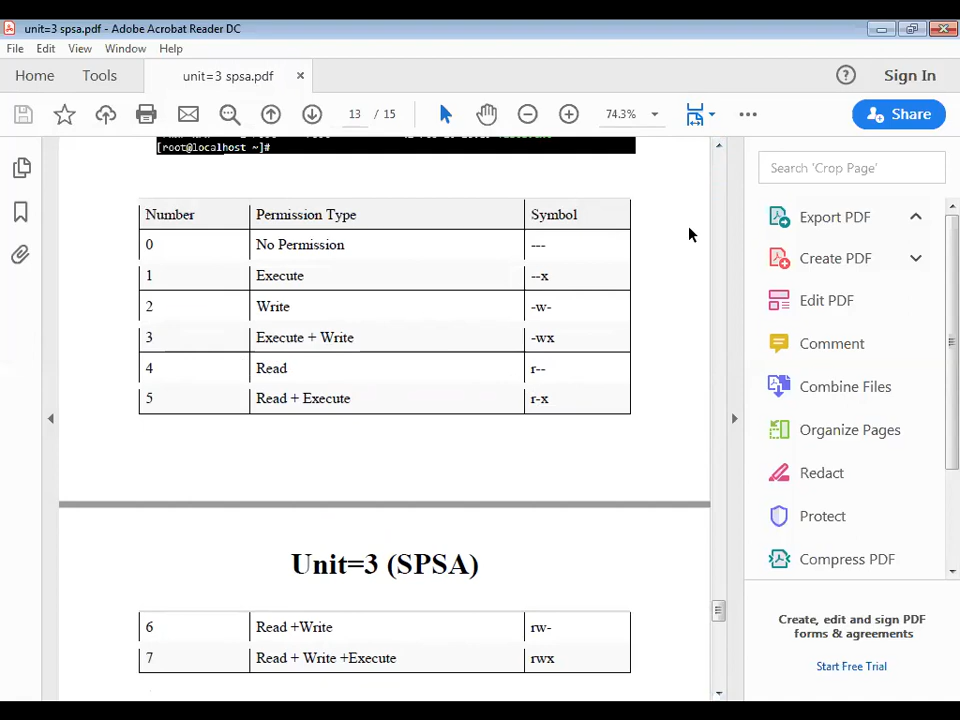 unit=3 spsa.pdf - Adobe Acrobat Reader DC
File Edit View Window Help
Home Tools unit=3 spsa.pdf × ? Sign In
13 / 15 74.3% Share
[root@localhost ~]#
Number Permission Type Symbol
0 No Permission ---
1 Execute --x
2 Write -w-
3 Execute + Write -wx
4 Read r--
5 Read + Execute r-x
Unit=3 (SPSA)
6 Read +Write rw-
7 Read + Write +Execute rwx
Search 'Crop Page'
Export PDF
Create PDF
Edit PDF
Comment
Combine Files
Organize Pages
Redact
Protect
Compress PDF
Create, edit and sign PDF
forms & agreements
Start Free Trial